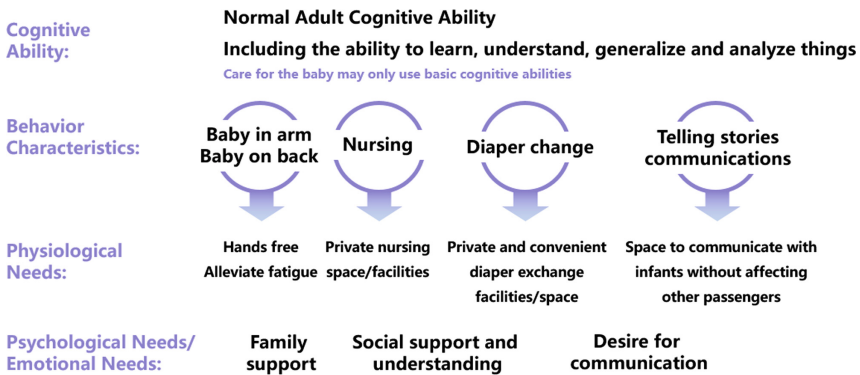 Cognitive
Ability:
Normal Adult Cognitive Ability
Including the ability to learn, understand, generalize and analyze things
Care for the baby may only use basic cognitive abilities
Behavior
Characteristics:
Baby in arm
Baby on back
Nursing
Diaper change
Telling stories
communications
Physiological
Needs:
Hands free
Alleviate fatigue
Private nursing
space/facilities
Private and convenient
diaper exchange
facilities/space
Space to communicate with
infants without affecting
other passengers
Psychological Needs/
Emotional Needs:
Family
support
Social support and
understanding
Desire for
communication